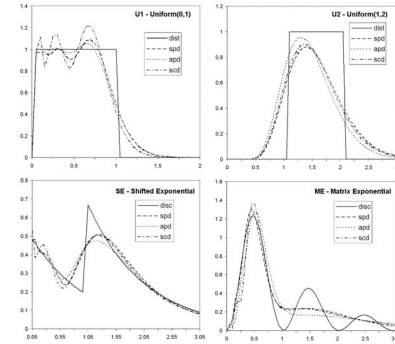 U1 - Uniform(0,1)
1.4
1.2
1
0.8
0.6
0.4
0.2
0
0 0.5 1 1.5 2
dist
spd
apd
scd
U2 - Uniform(1,2)
1.2
1
0.8
0.6
0.4
0.2
0
0 0.5 1 1.5 2 2.5
dist
spd
apd
scd
SE - Shifted Exponential
0.8
0.7
0.6
0.5
0.4
0.3
0.2
0.1
0
0.05 0.55 1.05 1.55 2.05 2.55 3.05
disc
spd
apd
scd
ME - Matrix Exponential
1.6
1.4
1.2
1
0.8
0.6
0.4
0.2
0
0 0.5 1 1.5 2 2.5
disc
spd
apd
scd